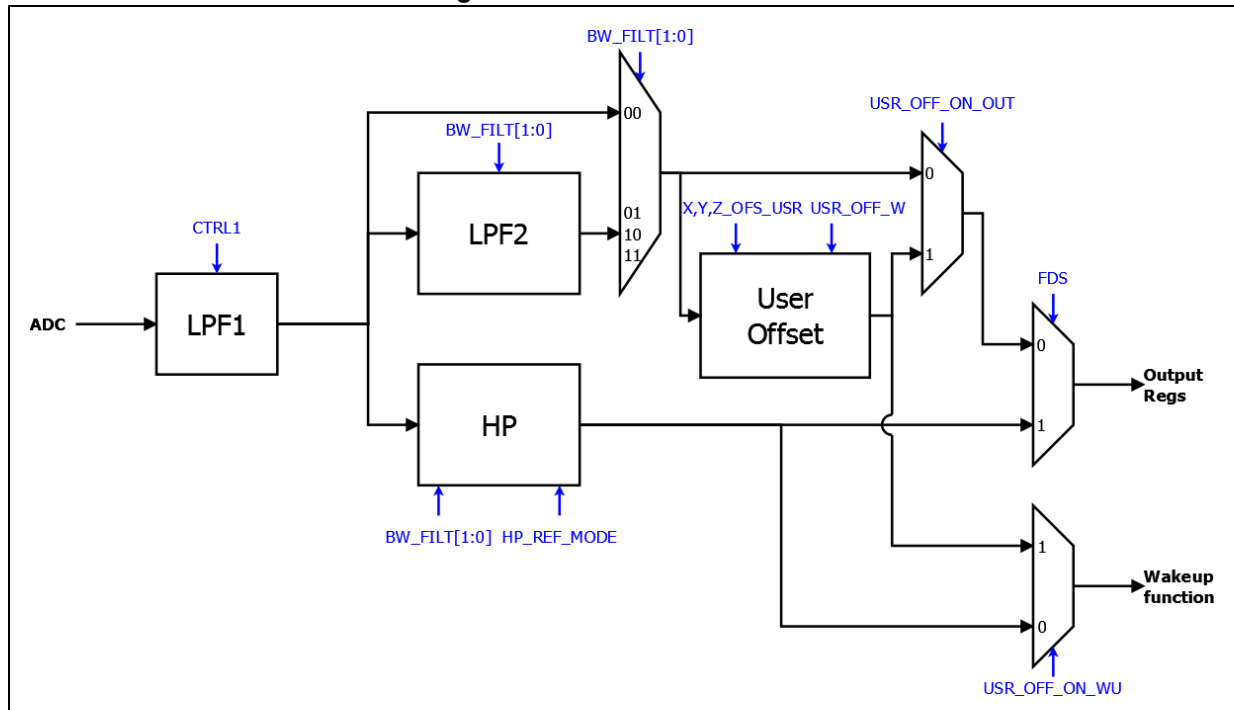 BW_FILT[1:0]
USR_OFF_ON_OUT
00
BW_FILT[1:0]
0
X,Y,Z_OFS_USR USR_OFF_W
01
10
11
LPF2
CTRL1
1
FDS
User
Offset
ADC
LPF1
0
Output
Regs
HP
1
BW_FILT[1:0] HP_REF_MODE
1
Wakeup
function
0
USR_OFF_ON_WU